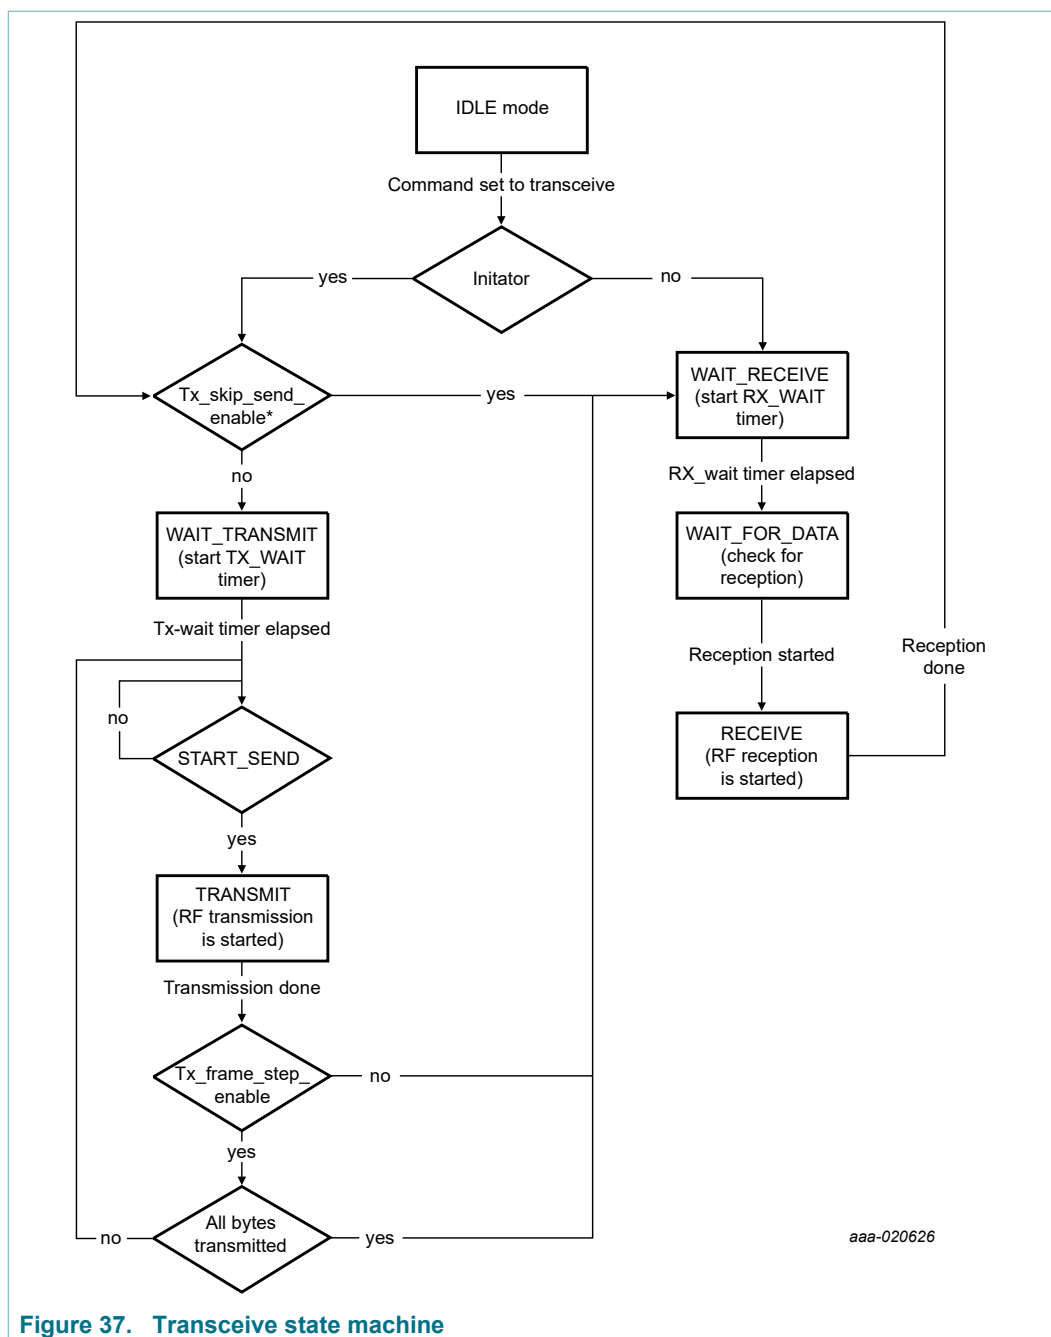 IDLE mode
Command set to transceive
Initator
yes
no
Tx_skip_send_
enable*
yes
WAIT_RECEIVE
(start RX_WAIT
timer)
no
RX_wait timer elapsed
WAIT_TRANSMIT
(start TX_WAIT
timer)
WAIT_FOR_DATA
(check for
reception)
Tx-wait timer elapsed
Reception started
Reception
done
no
START_SEND
RECEIVE
(RF reception
is started)
yes
TRANSMIT
(RF transmission
is started)
Transmission done
Tx_frame_step_
enable
no
yes
All bytes
transmitted
no
yes
aaa-020626
Figure 37. Transceive state machine